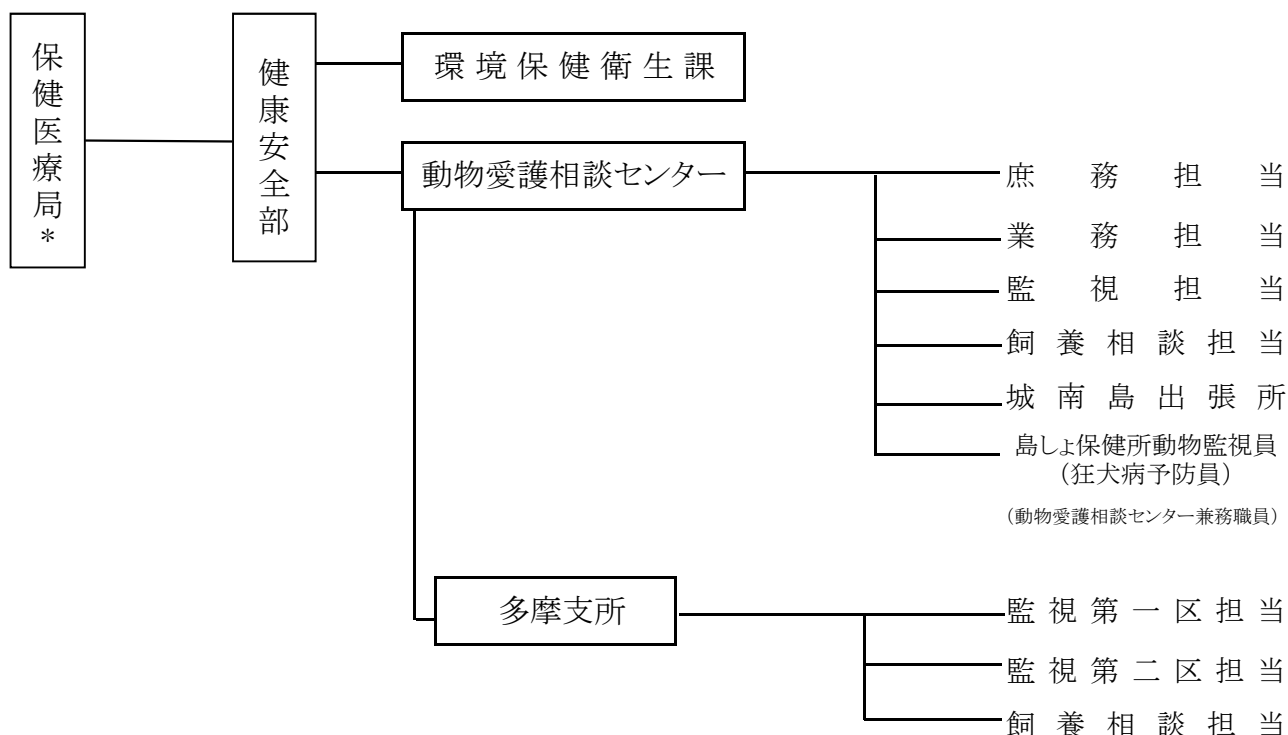 保健医療局*
健康安全部
環境保健衛生課
動物愛護相談センター
庶務担当
業務担当
監視担当
飼養相談担当
城南島出張所
島しょ保健所動物監視員
(狂犬病予防員)
(動物愛護相談センター兼務職員)
多摩支所
監視第一区担当
監視第二区担当
飼養相談担当